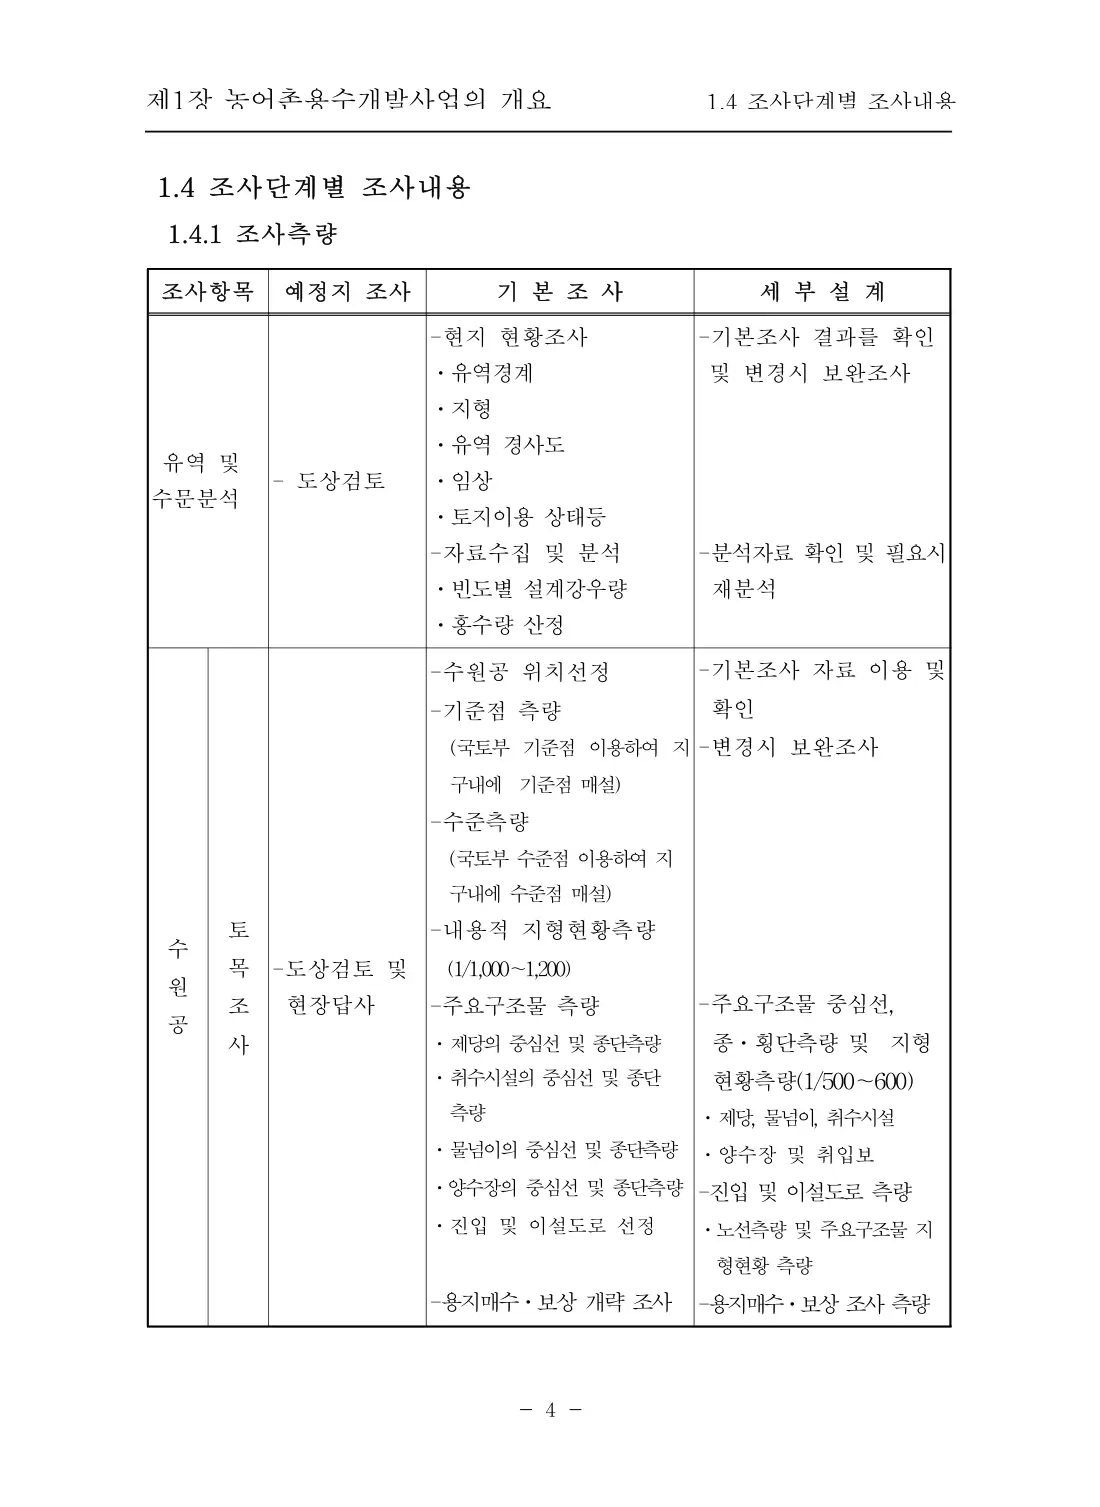 제1장 농어촌용수개발사업의 개요 1.4 조사단계별 조사내용
1.4 조사단계별 조사내용
1.4.1 조사측량
조사항목 예정지 조사 기 본 조 사 세 부 설 계
유역 및
수문분석
- 도상검토
-현지 현황조사
·유역경계
·지형
·유역 경사도
·임상
·토지이용 상태등
-자료수집 및 분석
·빈도별 설계강우량
·홍수량 산정
-기본조사 결과를 확인
및 변경시 보완조사
-분석자료 확인 및 필요시
재분석
수
원
공
토
목
조
사
-도상검토 및
현장답사
-수원공 위치선정
-기준점 측량
(국토부 기준점 이용하여 지
구내에 기준점 매설)
-수준측량
(국토부 수준점 이용하여 지
구내에 수준점 매설)
-내용적 지형현황측량
(1/1,000~1,200)
-주요구조물 측량
· 제당의 중심선 및 종단측량
· 취수시설의 중심선 및 종단
측량
· 물넘이의 중심선 및 종단측량
·양수장의 중심선 및 종단측량
·진입 및 이설도로 선정
-용지매수·보상 개략 조사
-기본조사 자료 이용 및
확인
-변경시 보완조사
-주요구조물 중심선,
종·횡단측량 및 지형
현황측량(1/500~600)
· 제당, 물넘이, 취수시설
·양수장 및 취입보
-진입 및 이설도로 측량
·노선측량 및 주요구조물 지
형현황 측량
-용지매수·보상 조사 측량
- 4 -